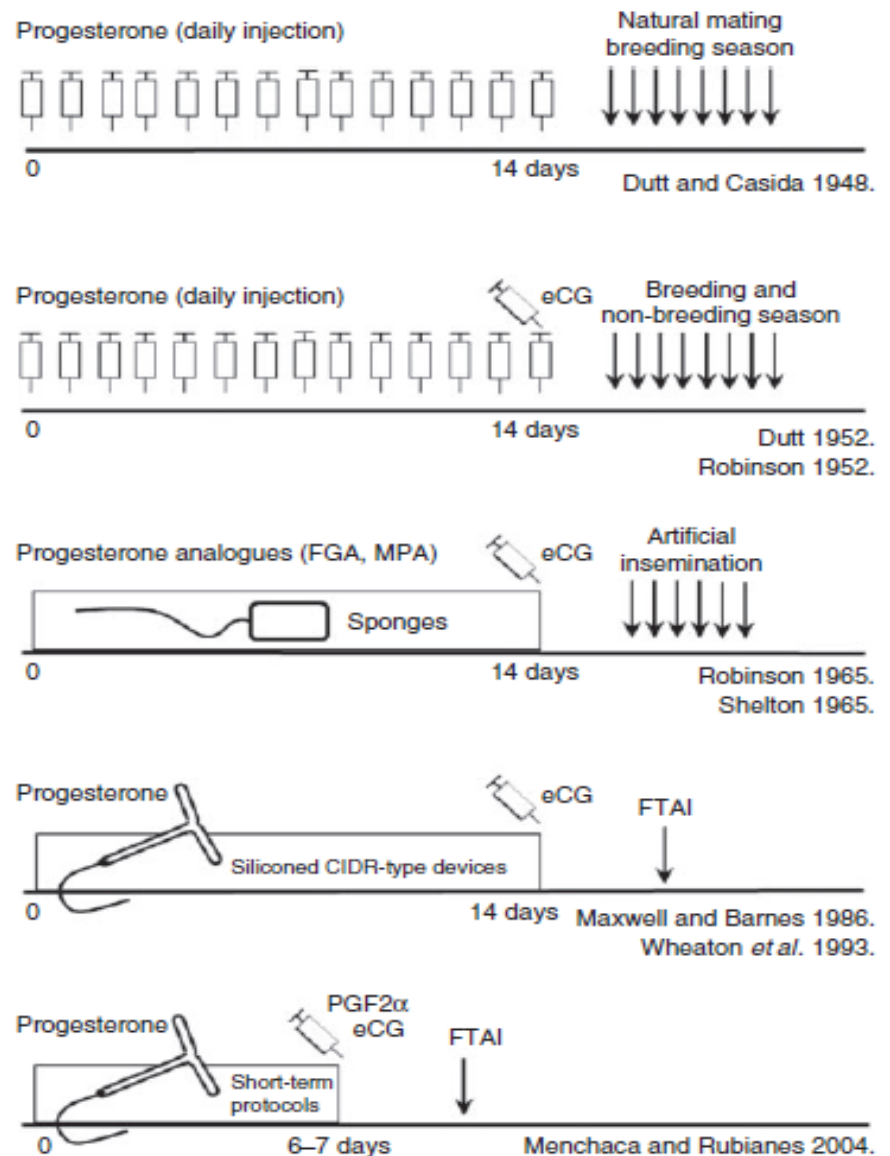 Progesterone (daily injection)
Natural mating
breeding season
0
14 days
Dutt and Casida 1948.
Progesterone (daily injection)
eCG
Breeding and
non-breeding season
0
14 days
Dutt 1952.
Robinson 1952.
Progesterone analogues (FGA, MPA)
eCG
Artificial
insemination
Sponges
0
14 days
Robinson 1965.
Shelton 1965.
Progesterone
eCG
FTAI
Siliconed CIDR-type devices
0
14 days
Maxwell and Barnes 1986.
Wheaton et al. 1993.
Progesterone
PGF2α
eCG
FTAI
Short-term
protocols
0
6–7 days
Menchaca and Rubianes 2004.